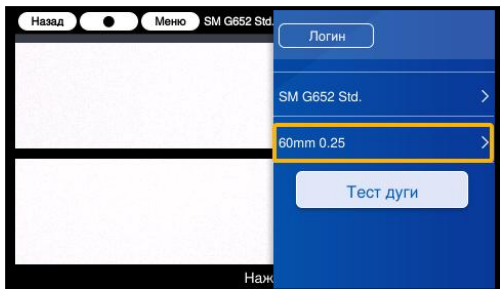 Назад Меню SM G652 Std.
Логин
SM G652 Std.
60mm 0.25
Тест дуги
Наж